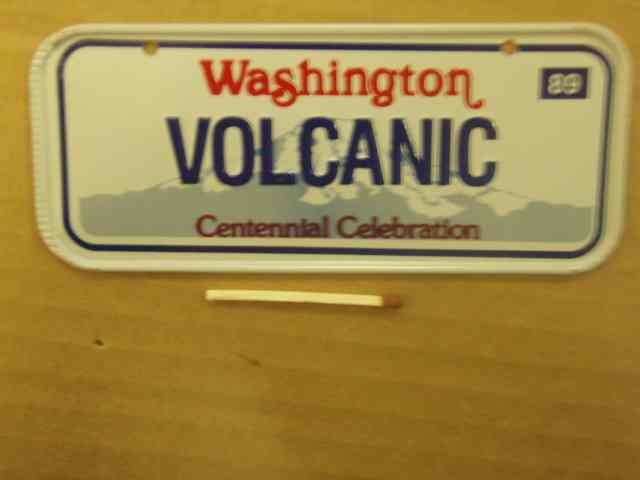 Washington
89
VOLCANIC
Centennial Celebration